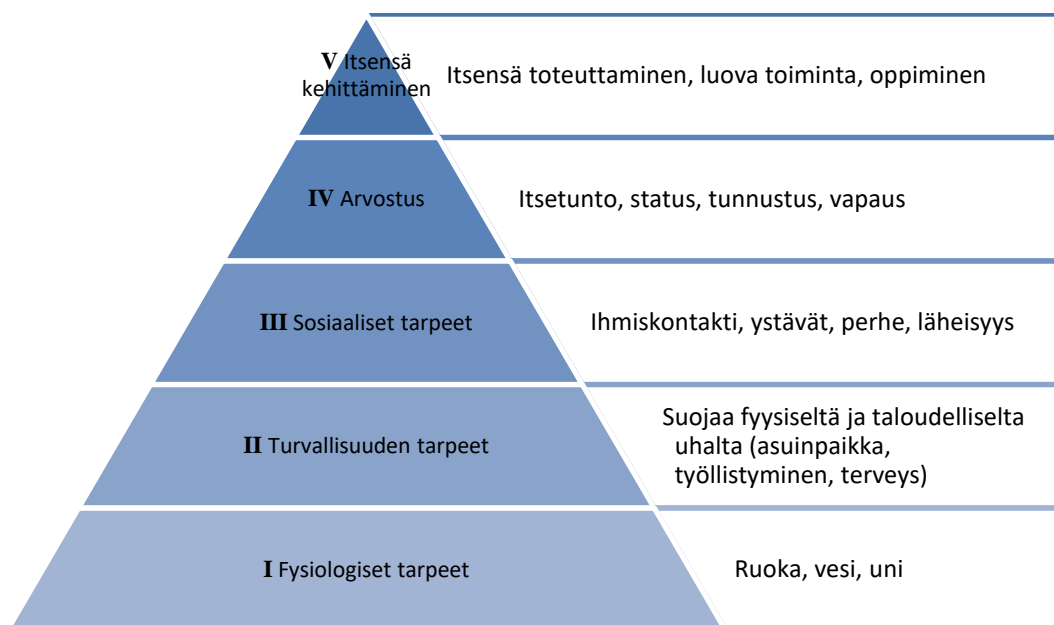 V Itsensä
kehittäminen
Itsensä toteuttaminen, luova toiminta, oppiminen
IV Arvostus
Itsetunto, status, tunnustus, vapaus
III Sosiaaliset tarpeet
Ihmiskontakti, ystävät, perhe, läheisyys
II Turvallisuuden tarpeet
Suojaa fyysiseltä ja taloudelliselta
uhalta (asuinpaikka,
työllistyminen, terveys)
I Fysiologiset tarpeet
Ruoka, vesi, uni